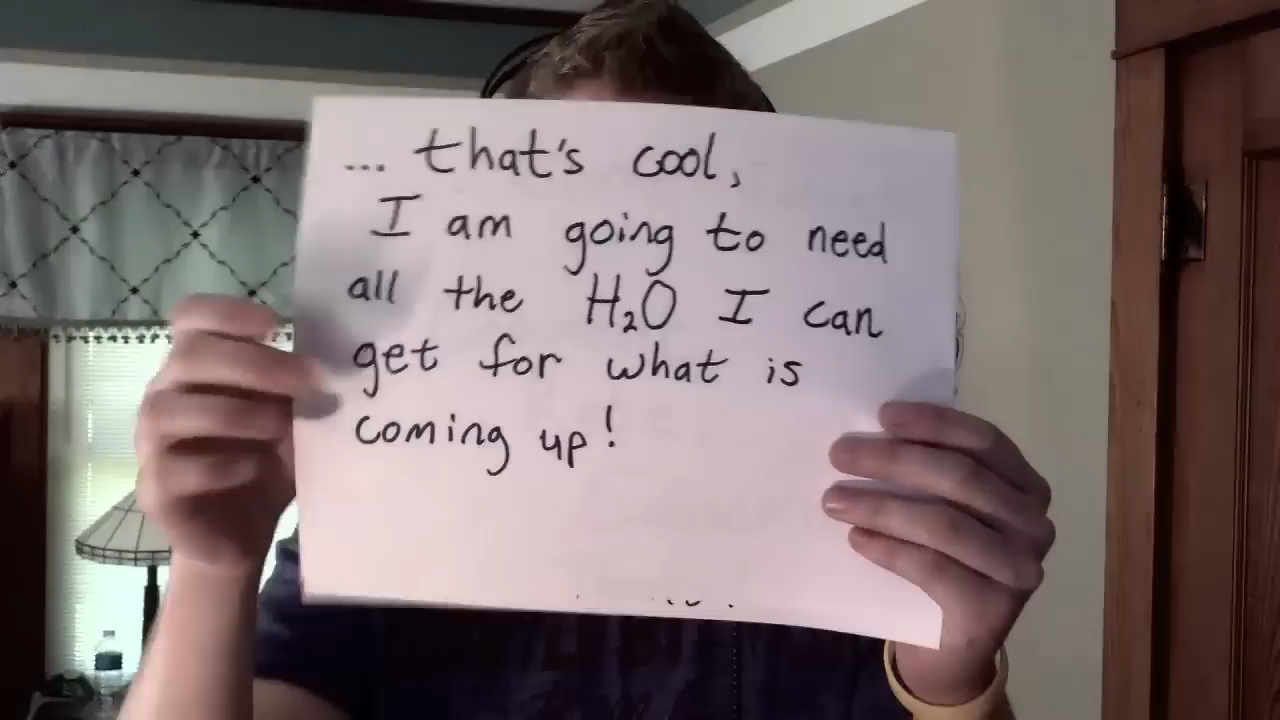 ... that's cool,
I am going to need
all the H₂O I can
get for what is
coming up!